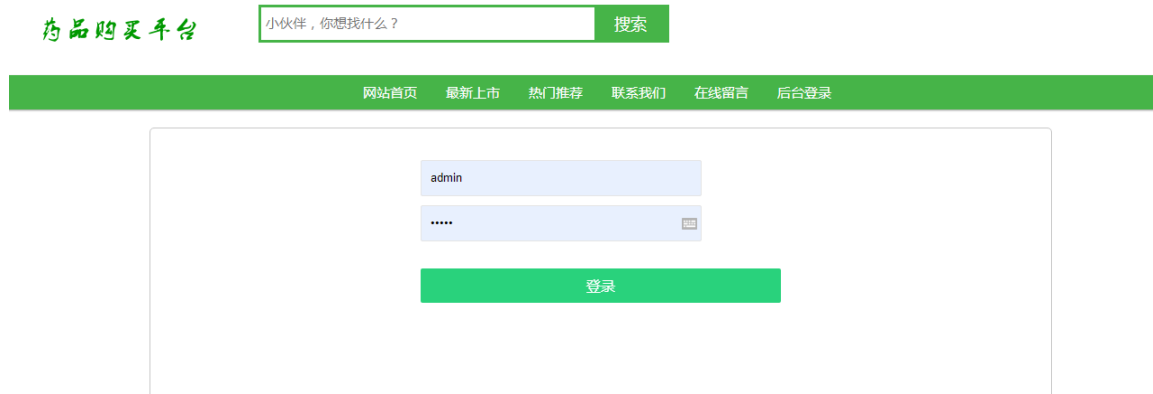 药品购买平台
小伙伴，你想找什么？ 搜索
网站首页 最新上市 热门推荐 联系我们 在线留言 后台登录
admin
•••••
登录